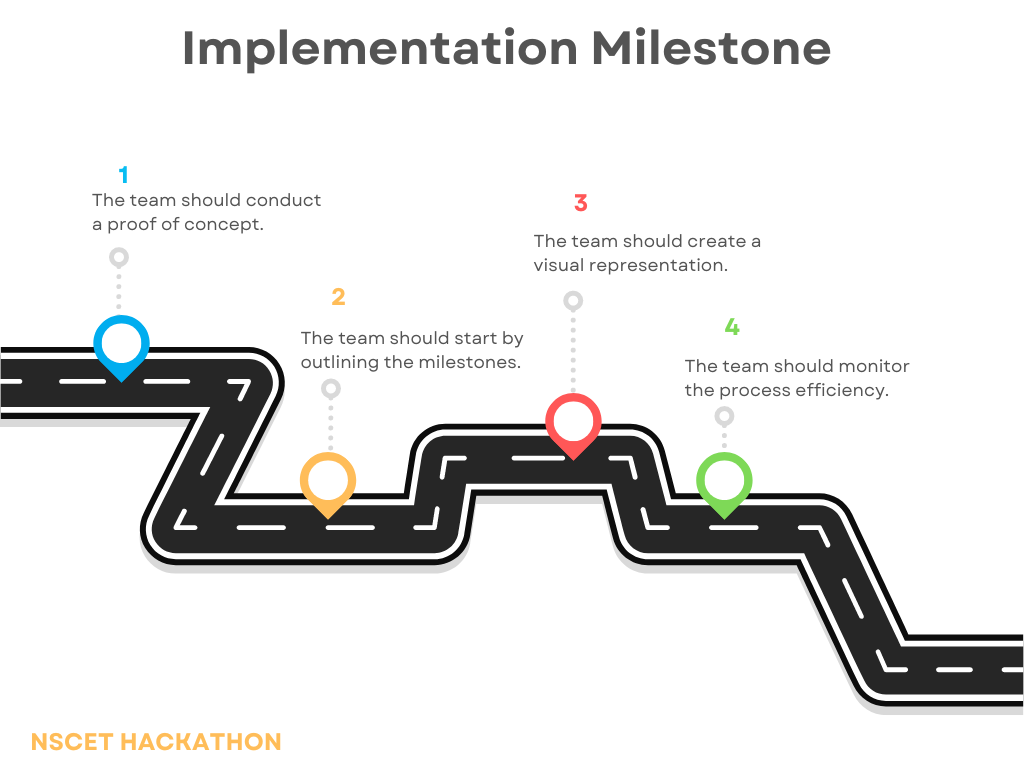 Implementation Milestone
1
The team should conduct
a proof of concept.
2
The team should start by
outlining the milestones.
3
The team should create a
visual representation.
4
The team should monitor
the process efficiency.
NSCET HACKATHON